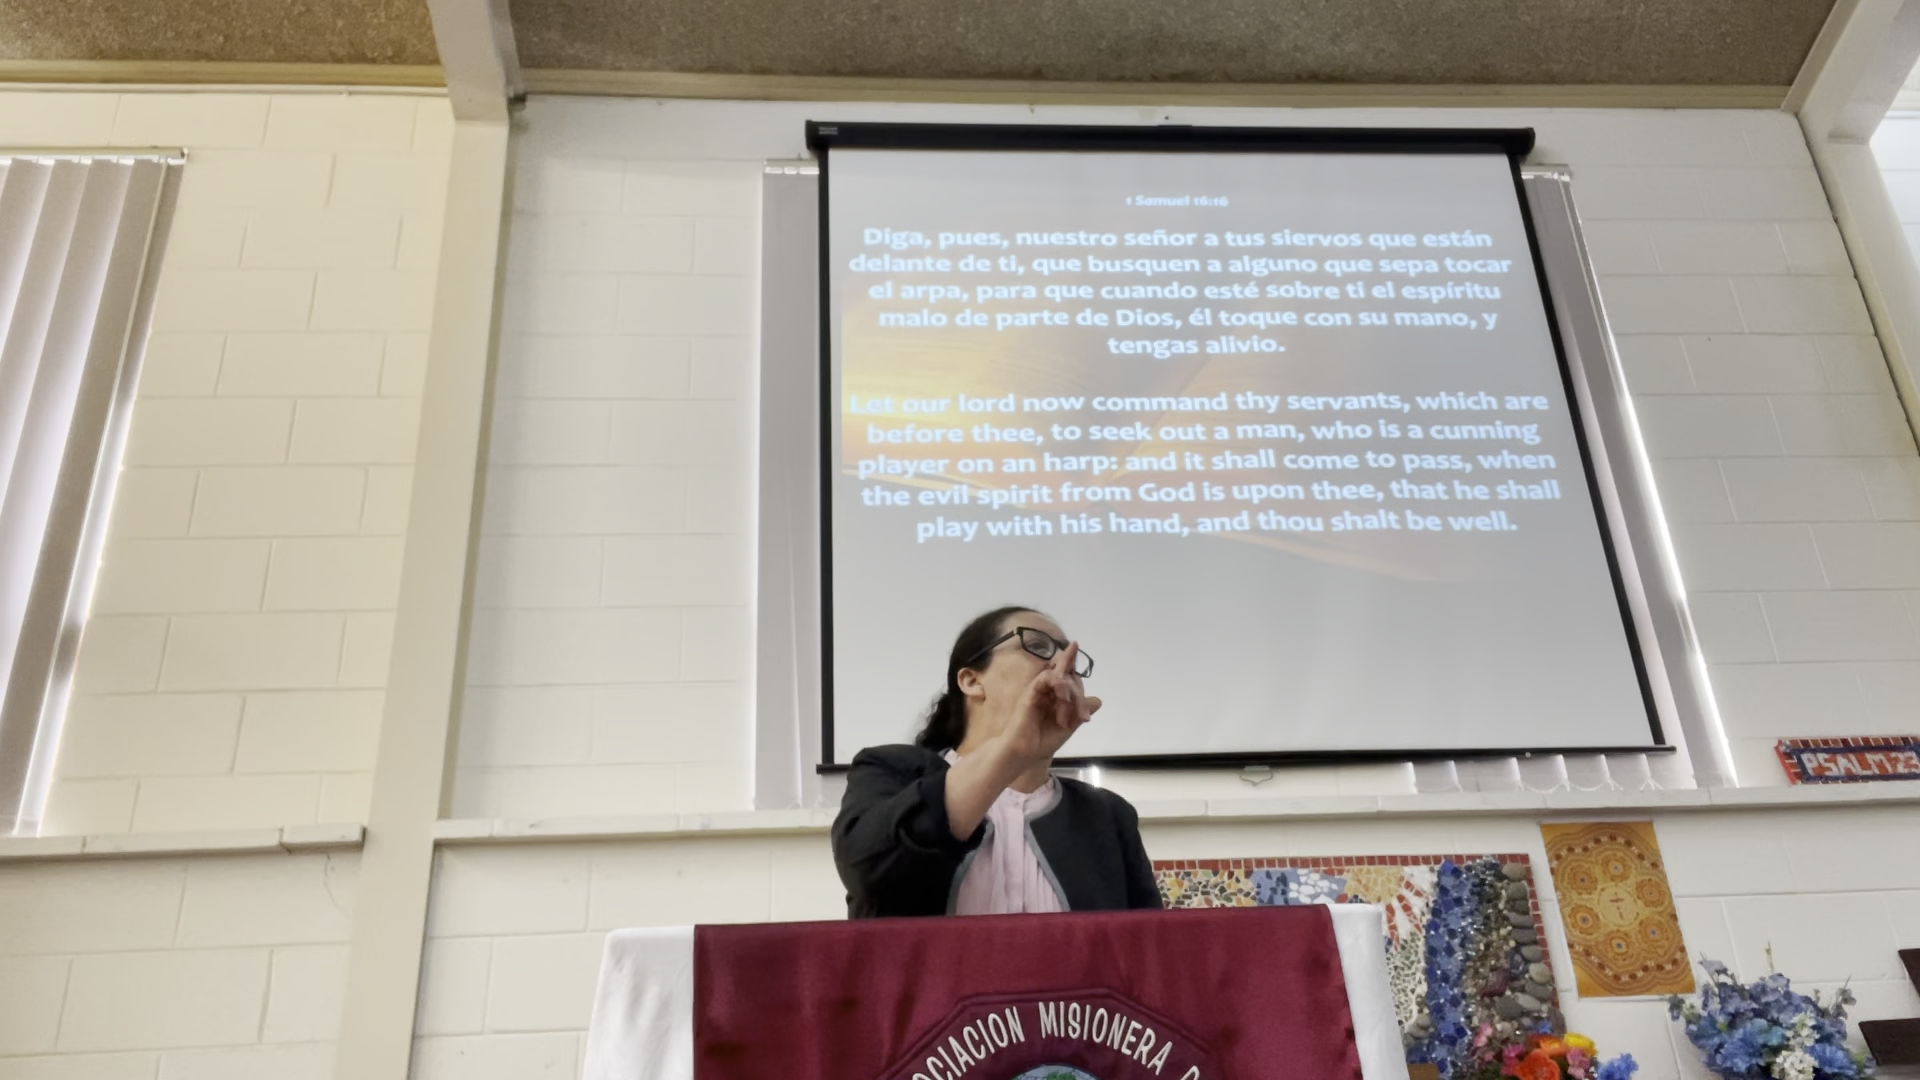 1 Samuel 16:16
Diga, pues, nuestro señor a tus siervos que están
delante de ti, que busquen a alguno que sepa tocar
el arpa, para que cuando esté sobre ti el espíritu
malo de parte de Dios, él toque con su mano, y
tengas alivio.
Let our lord now command thy servants, which are
before thee, to seek out a man, who is a cunning
player on an harp: and it shall come to pass, when
the evil spirit from God is upon thee, that he shall
play with his hand, and thou shalt be well.
PSALM 23
OCIACION MISIONERA